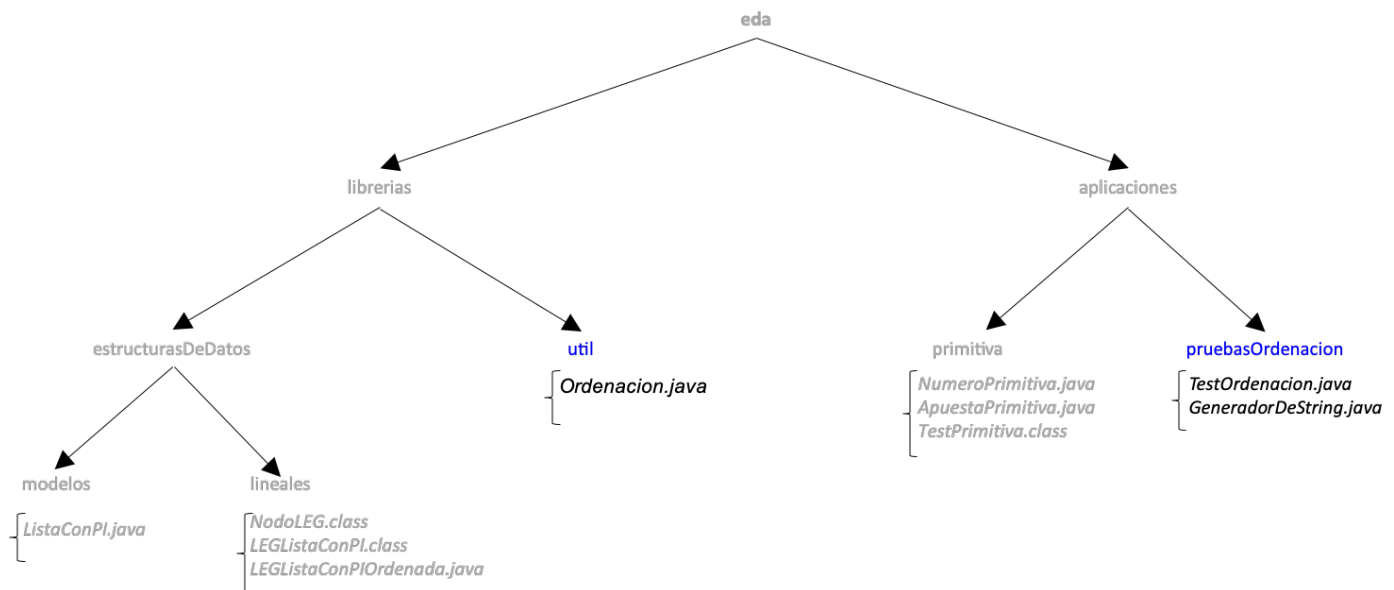 eda
librerias
aplicaciones
estructurasDeDatos
util
primitiva
pruebasOrdenacion
Ordenacion.java
NumeroPrimitiva.java
ApuestaPrimitiva.java
TestPrimitiva.class
TestOrdenacion.java
GeneradorDeString.java
modelos
lineales
ListaConPI.java
NodoLEG.class
LEGListaConPI.class
LEGListaConPIOrdenada.java